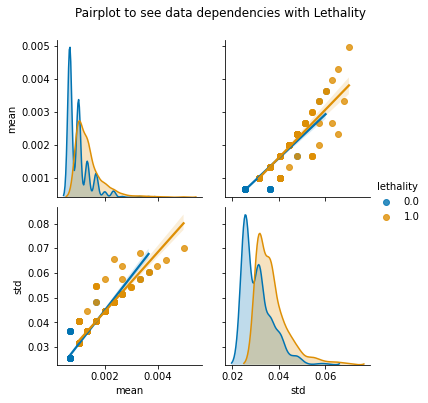 Pairplot to see data dependencies with Lethality
0.005
0.004
0.003
0.002
0.001
mean
lethality
0.0
1.0
0.08
0.07
0.06
0.05
0.04
0.03
std
0.002 0.004
mean
0.02 0.04 0.06
std